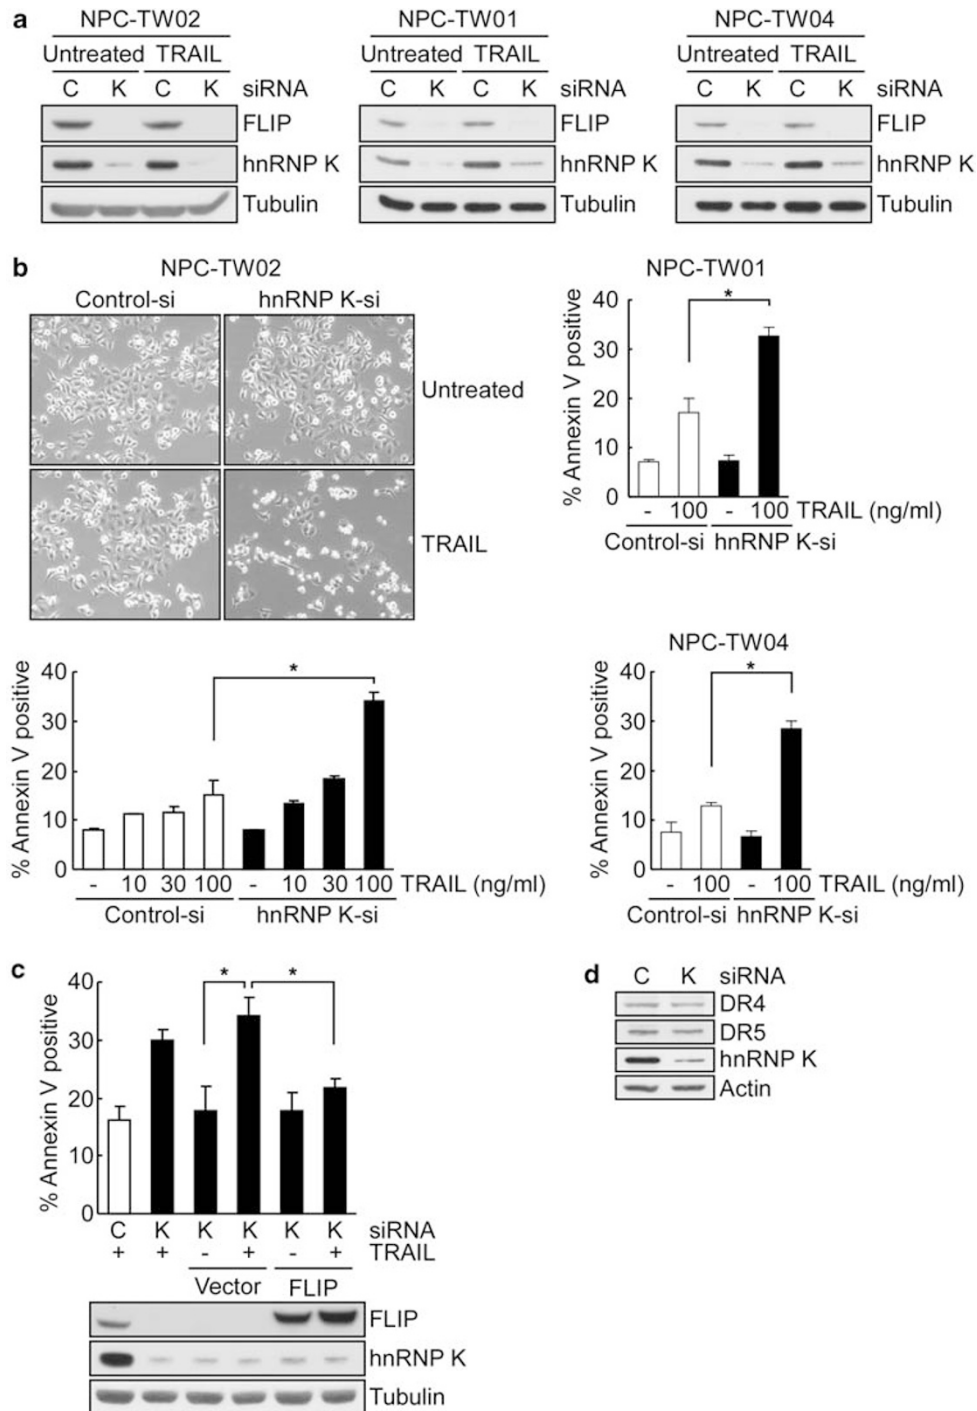 a
NPC-TW02 NPC-TW01 NPC-TW04
Untreated TRAIL Untreated TRAIL Untreated TRAIL
C K C K siRNA C K C K siRNA C K C K siRNA
FLIP FLIP FLIP
hnRNP K hnRNP K hnRNP K
Tubulin Tubulin Tubulin
b
NPC-TW02
Control-si hnRNP K-si
Untreated
TRAIL
NPC-TW01
% Annexin V positive
40
30
20
10
0
*
- 100 - 100 TRAIL (ng/ml)
Control-si hnRNP K-si
% Annexin V positive
40
30
20
10
0
*
- 10 30 100 - 10 30 100 TRAIL (ng/ml)
Control-si hnRNP K-si
NPC-TW04
% Annexin V positive
40
30
20
10
0
*
- 100 - 100 TRAIL (ng/ml)
Control-si hnRNP K-si
c
% Annexin V positive
40
30
20
10
0
* *
C K K K K K siRNA
+ + - + - + TRAIL
Vector FLIP
FLIP
hnRNP K
Tubulin
d
C K siRNA
DR4
DR5
hnRNP K
Actin